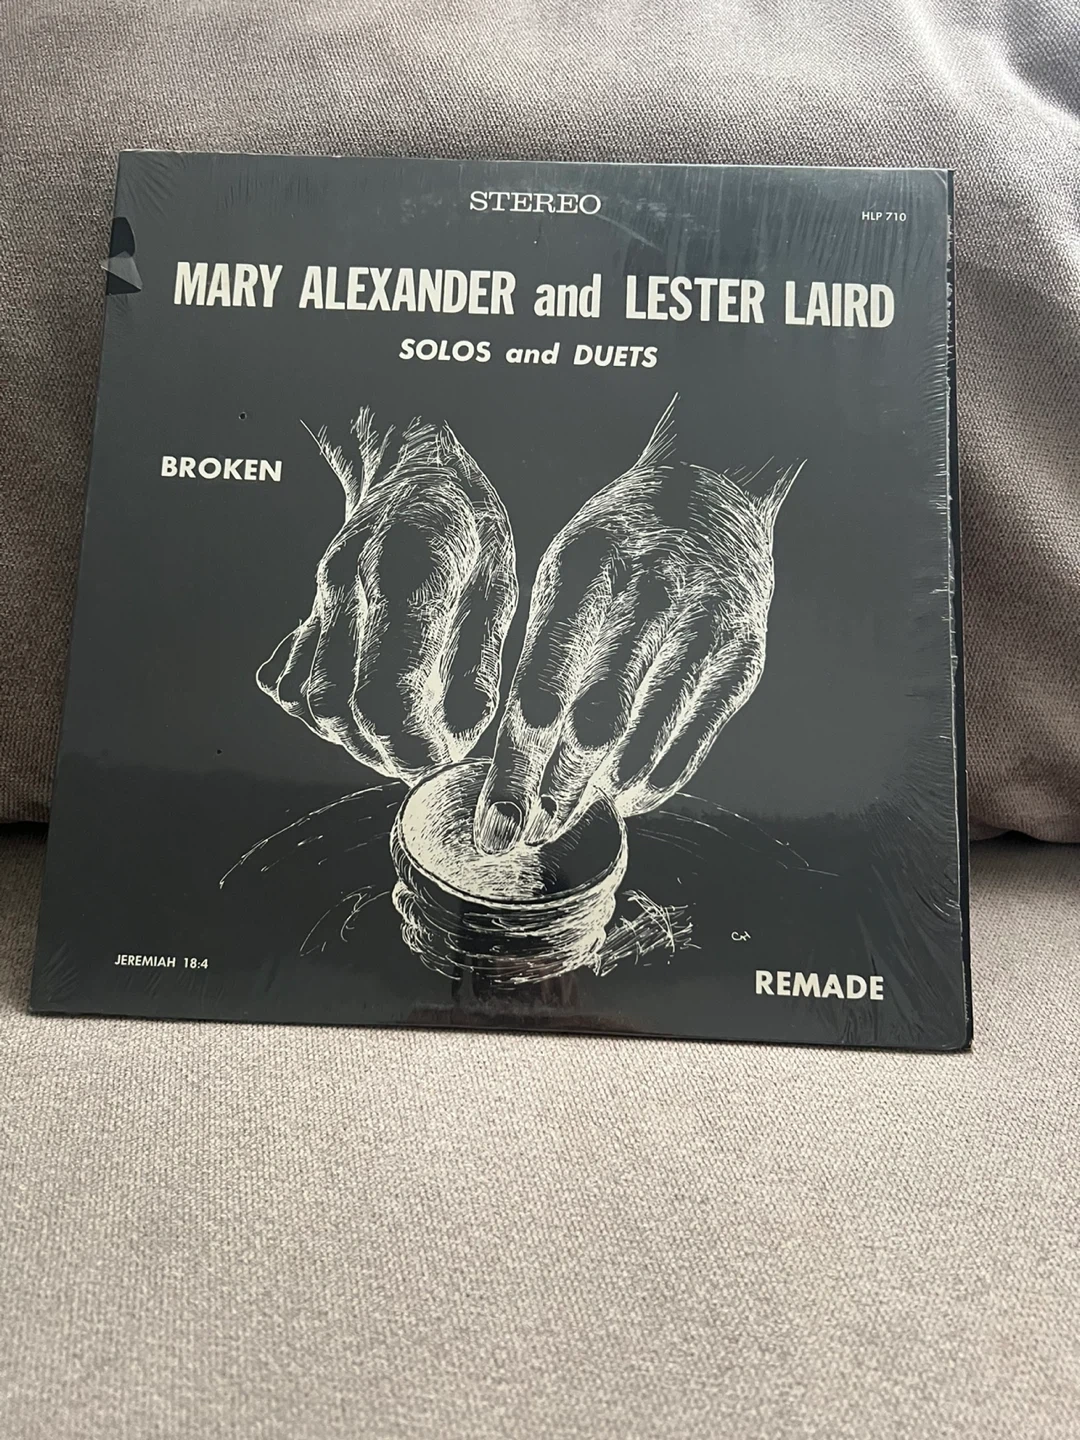 STEREO
HLP 710
MARY ALEXANDER and LESTER LAIRD
SOLOS and DUETS
BROKEN
JEREMIAH 18:4
REMADE